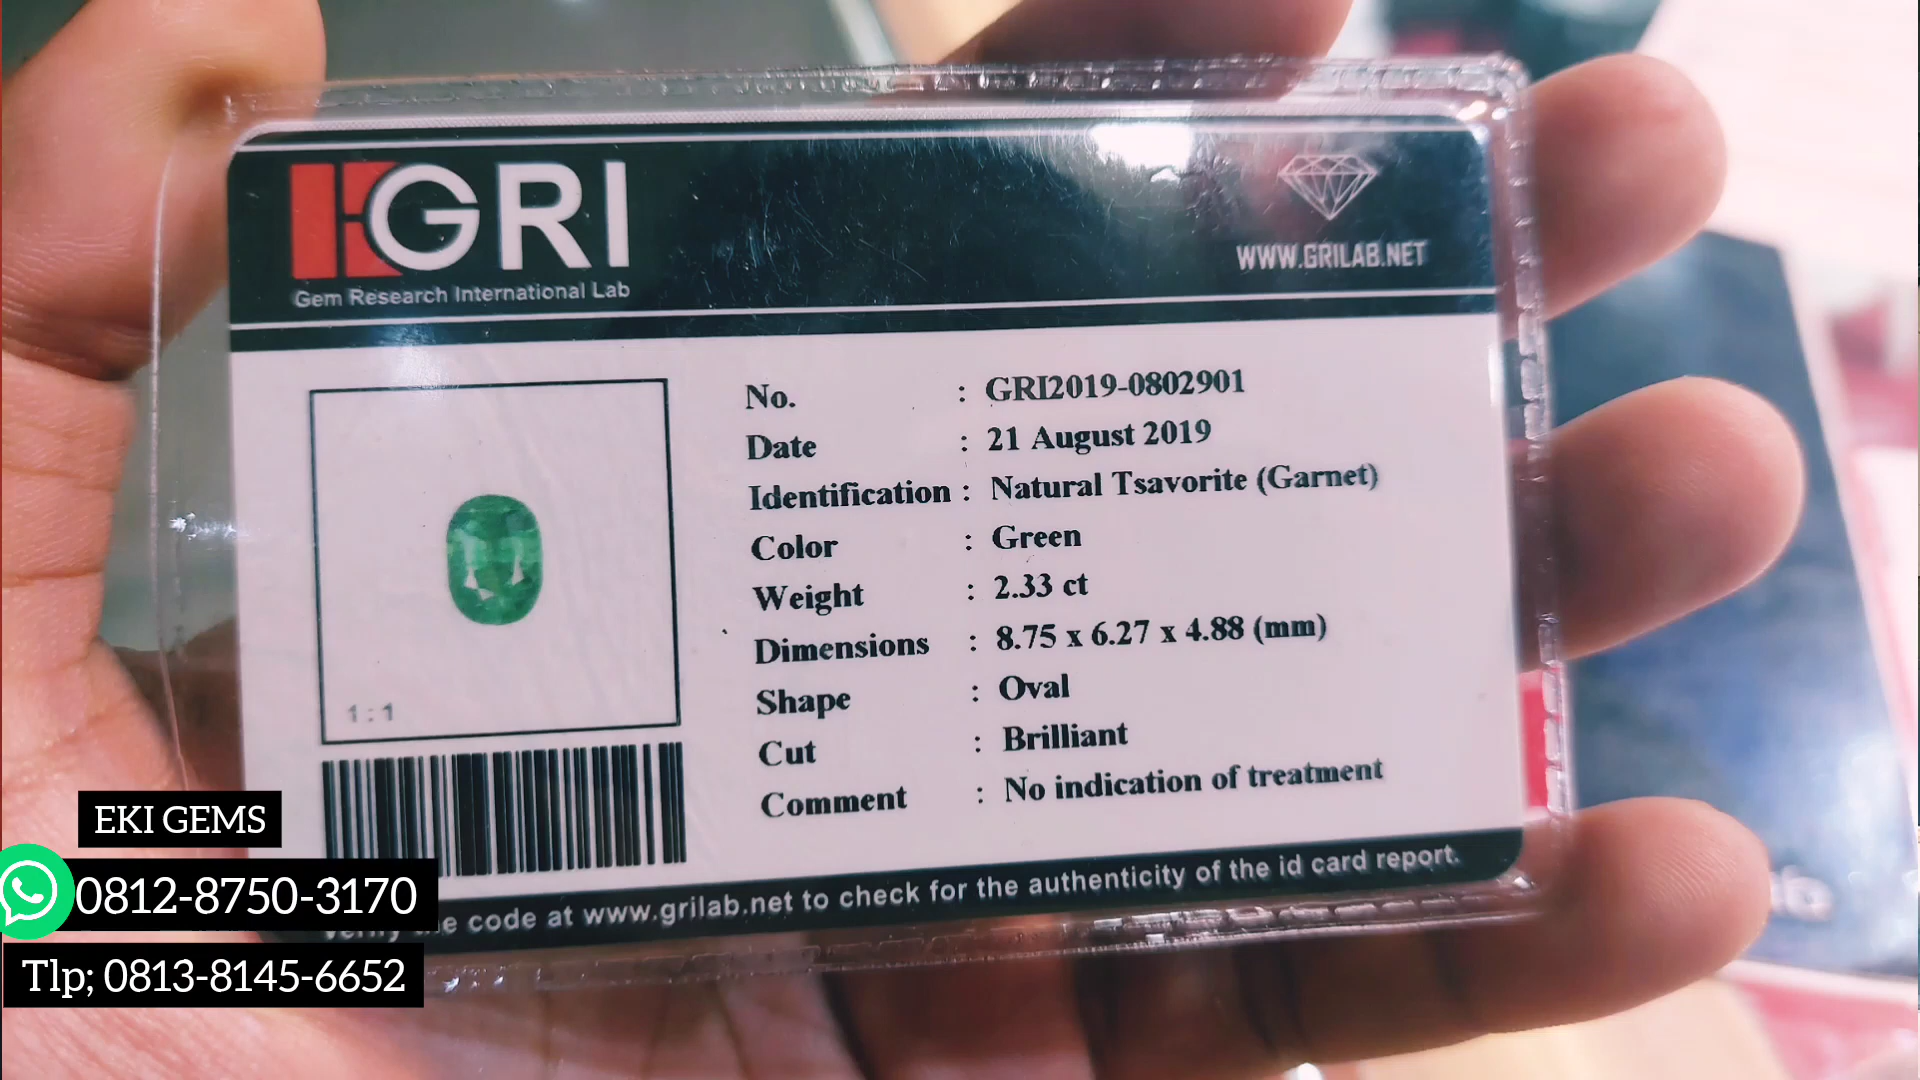 GRI
Gem Research International Lab
WWW.GRILAB.NET
No. : GRI2019-0802901
Date : 21 August 2019
Identification : Natural Tsavorite (Garnet)
Color : Green
Weight : 2.33 ct
Dimensions : 8.75 x 6.27 x 4.88 (mm)
Shape : Oval
Cut : Brilliant
Comment : No indication of treatment
1:1
code at www.grilab.net to check for the authenticity of the id card report.
EKI GEMS
0812-8750-3170
Tlp; 0813-8145-6652